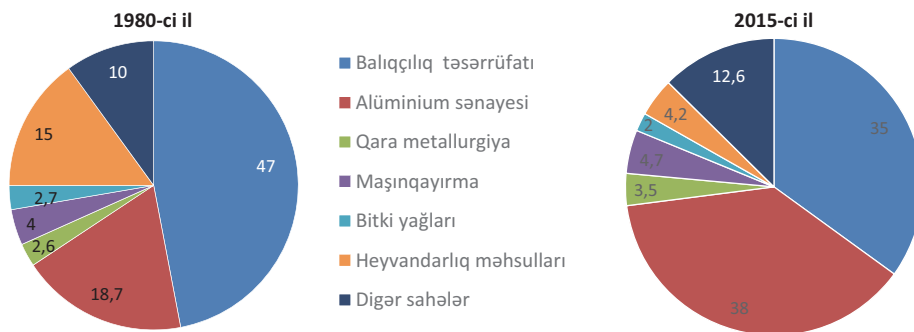 1980-ci il
10
15
47
2,7
4
2,6
18,7
Balıqçılıq təsərrüfatı
Alüminium sənayesi
Qara metallurgiya
Maşınqayırma
Bitki yağları
Heyvandarlıq məhsulları
Digər sahələr
2015-ci il
12,6
4,2
35
2
4,7
3,5
38